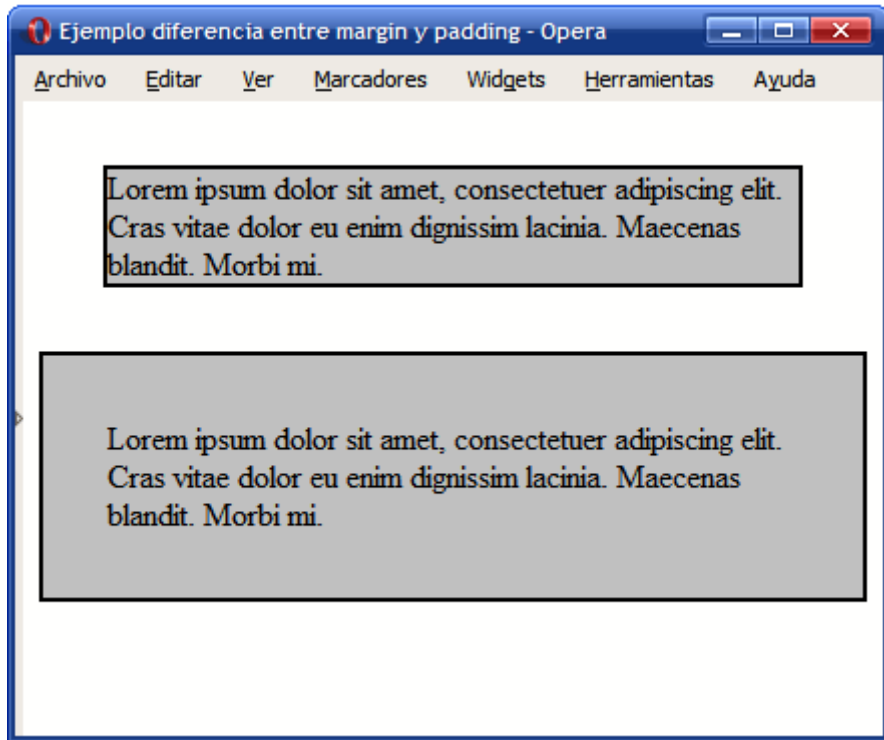 Ejemplo diferencia entre margin y padding - Opera
Archivo Editar Ver Marcadores Widgets Herramientas Ayuda
Lorem ipsum dolor sit amet, consectetuer adipiscing elit.
Cras vitae dolor eu enim dignissim lacinia. Maecenas
blandit. Morbi mi.
Lorem ipsum dolor sit amet, consectetuer adipiscing elit.
Cras vitae dolor eu enim dignissim lacinia. Maecenas
blandit. Morbi mi.